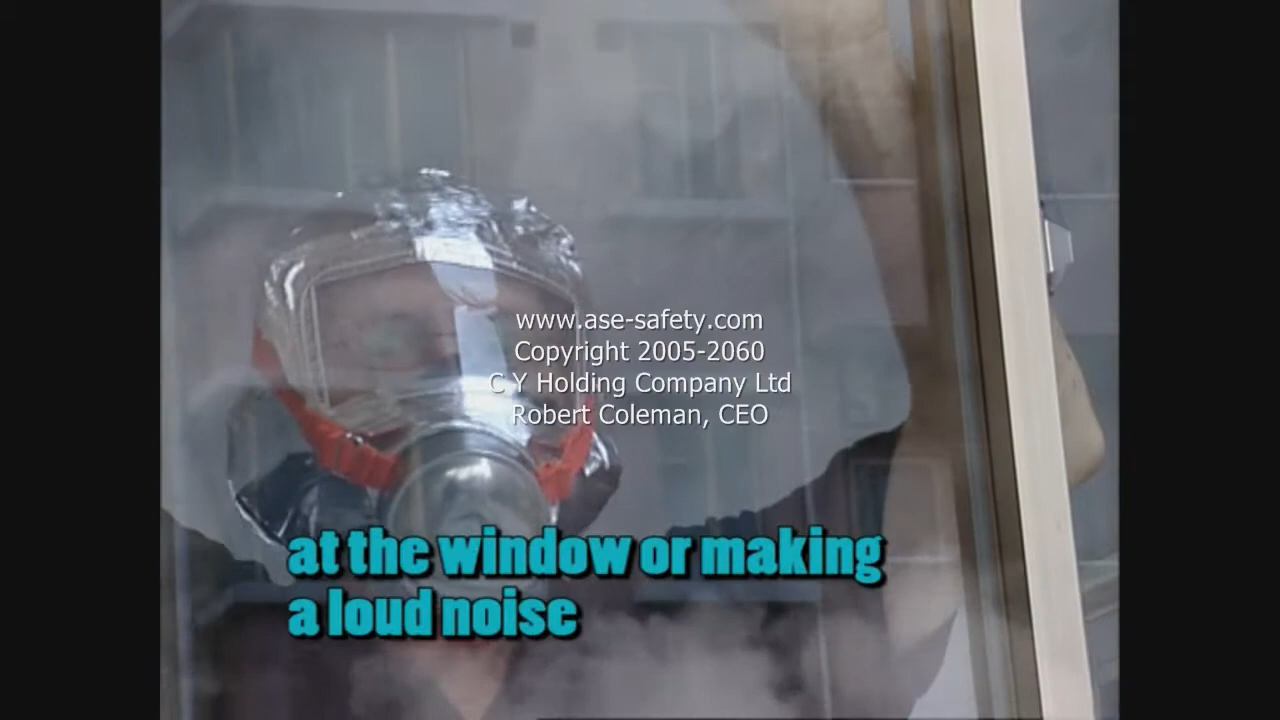 www.ase-safety.com
Copyright 2005-2060
C Y Holding Company Ltd
Robert Coleman, CEO
at the window or making
a loud noise